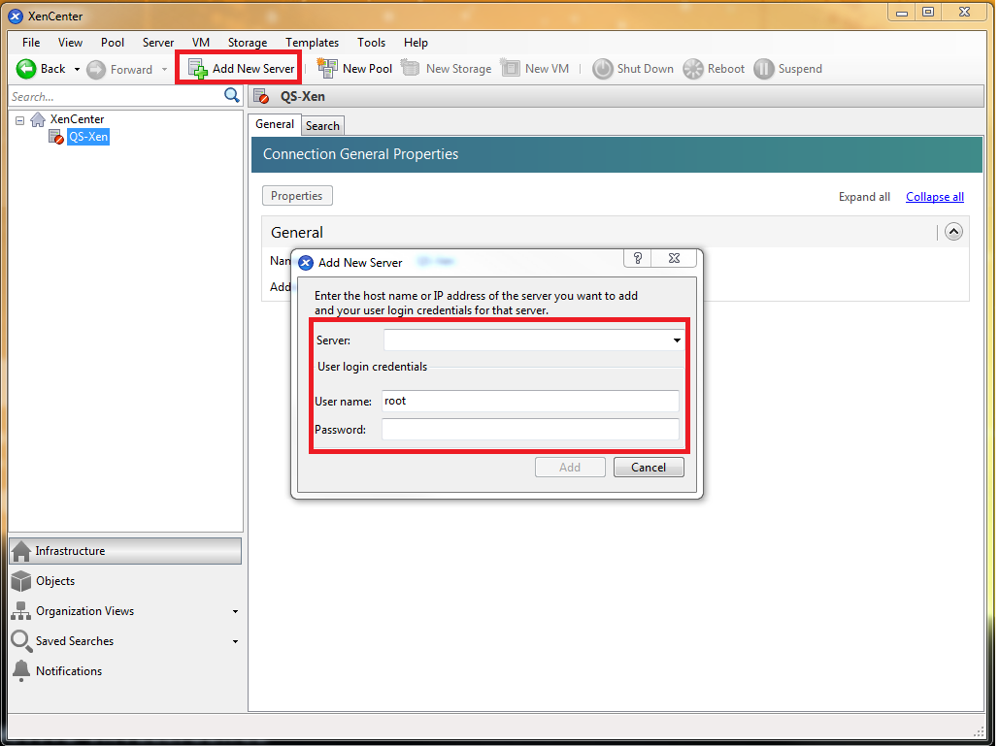 XenCenter
File View Pool Server VM Storage Templates Tools Help
Back Forward Add New Server New Pool New Storage New VM Shut Down Reboot Suspend
Search...
QS-Xen
XenCenter
QS-Xen
General Search
Connection General Properties
Properties
Expand all Collapse all
General
Add New Server
?
Enter the host name or IP address of the server you want to add
and your user login credentials for that server.
Server:
User login credentials
User name: root
Password:
Add Cancel
Infrastructure
Objects
Organization Views
Saved Searches
Notifications